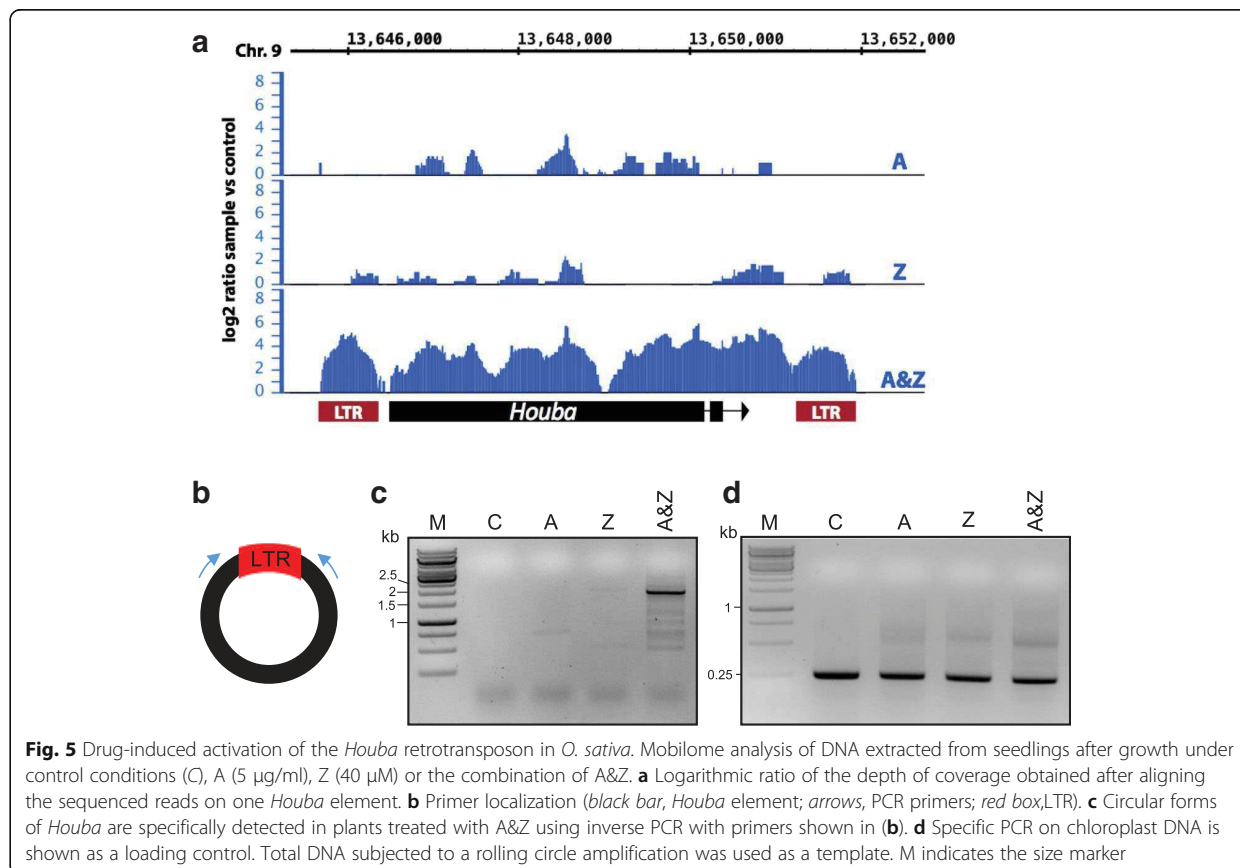 a
Chr. 9
13,646,000 13,648,000 13,650,000 13,652,000
log2 ratio sample vs control
8
6
4
2
0
A
8
6
4
2
0
Z
8
6
4
2
0
A&Z
LTR Houba LTR
b
LTR
c
kb M C A Z A&Z
2.5
2
1.5
1
d
kb M C A Z A&Z
1
0.25
Fig. 5 Drug-induced activation of the Houba retrotransposon in O. sativa. Mobilome analysis of DNA extracted from seedlings after growth under
control conditions (C), A (5 μg/ml), Z (40 μM) or the combination of A&Z. a Logarithmic ratio of the depth of coverage obtained after aligning
the sequenced reads on one Houba element. b Primer localization (black bar, Houba element; arrows, PCR primers; red box,LTR). c Circular forms
of Houba are specifically detected in plants treated with A&Z using inverse PCR with primers shown in (b). d Specific PCR on chloroplast DNA is
shown as a loading control. Total DNA subjected to a rolling circle amplification was used as a template. M indicates the size marker